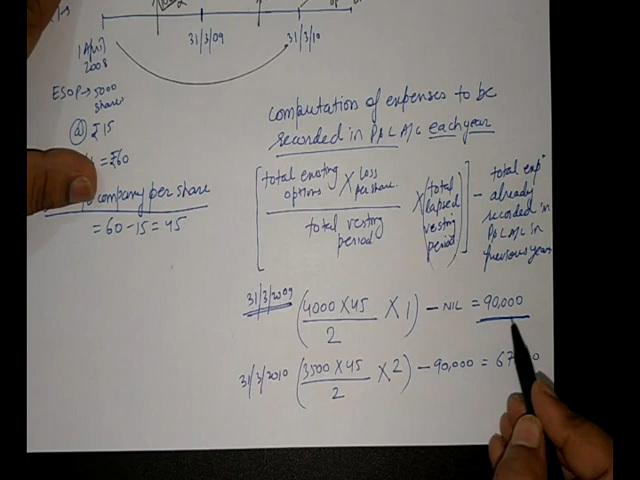 31/3/09
31/3/10
1 April
2008
ESOP → 5000
shares
@ ₹15
= ₹60
company per share
= 60-15 = 45
Computation of expenses to be
recorded in P&L A/c each year
[ total existing options X Loss per share.
total vesting period
X ( total lapsed vesting period ) ] - total exp
already
recorded in
P&L A/C in
previous years
31/3/2009 ( 4000 X 45 / 2 X 1 ) - NIL = 90,000
31/3/2010 ( 3500 X 45 / 2 X 2 ) - 90,000 = 67